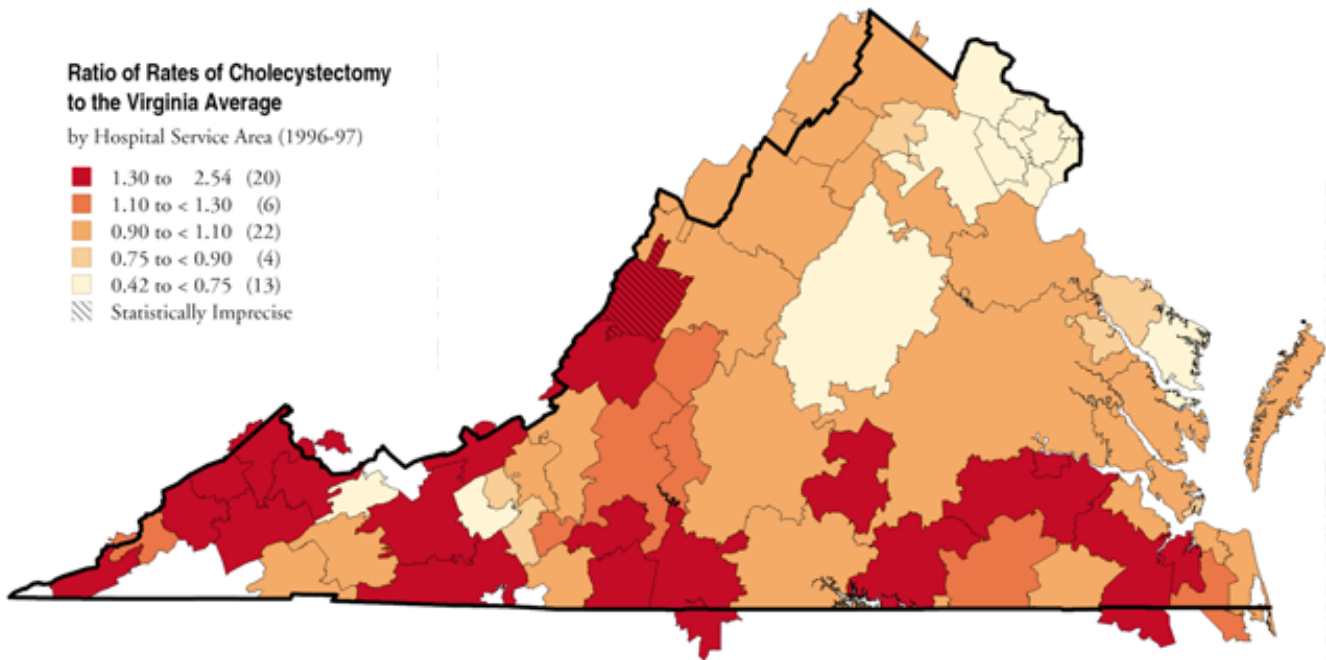 Ratio of Rates of Cholecystectomy
to the Virginia Average
by Hospital Service Area (1996-97)
1.30 to 2.54 (20)
1.10 to < 1.30 (6)
0.90 to < 1.10 (22)
0.75 to < 0.90 (4)
0.42 to < 0.75 (13)
Statistically Imprecise